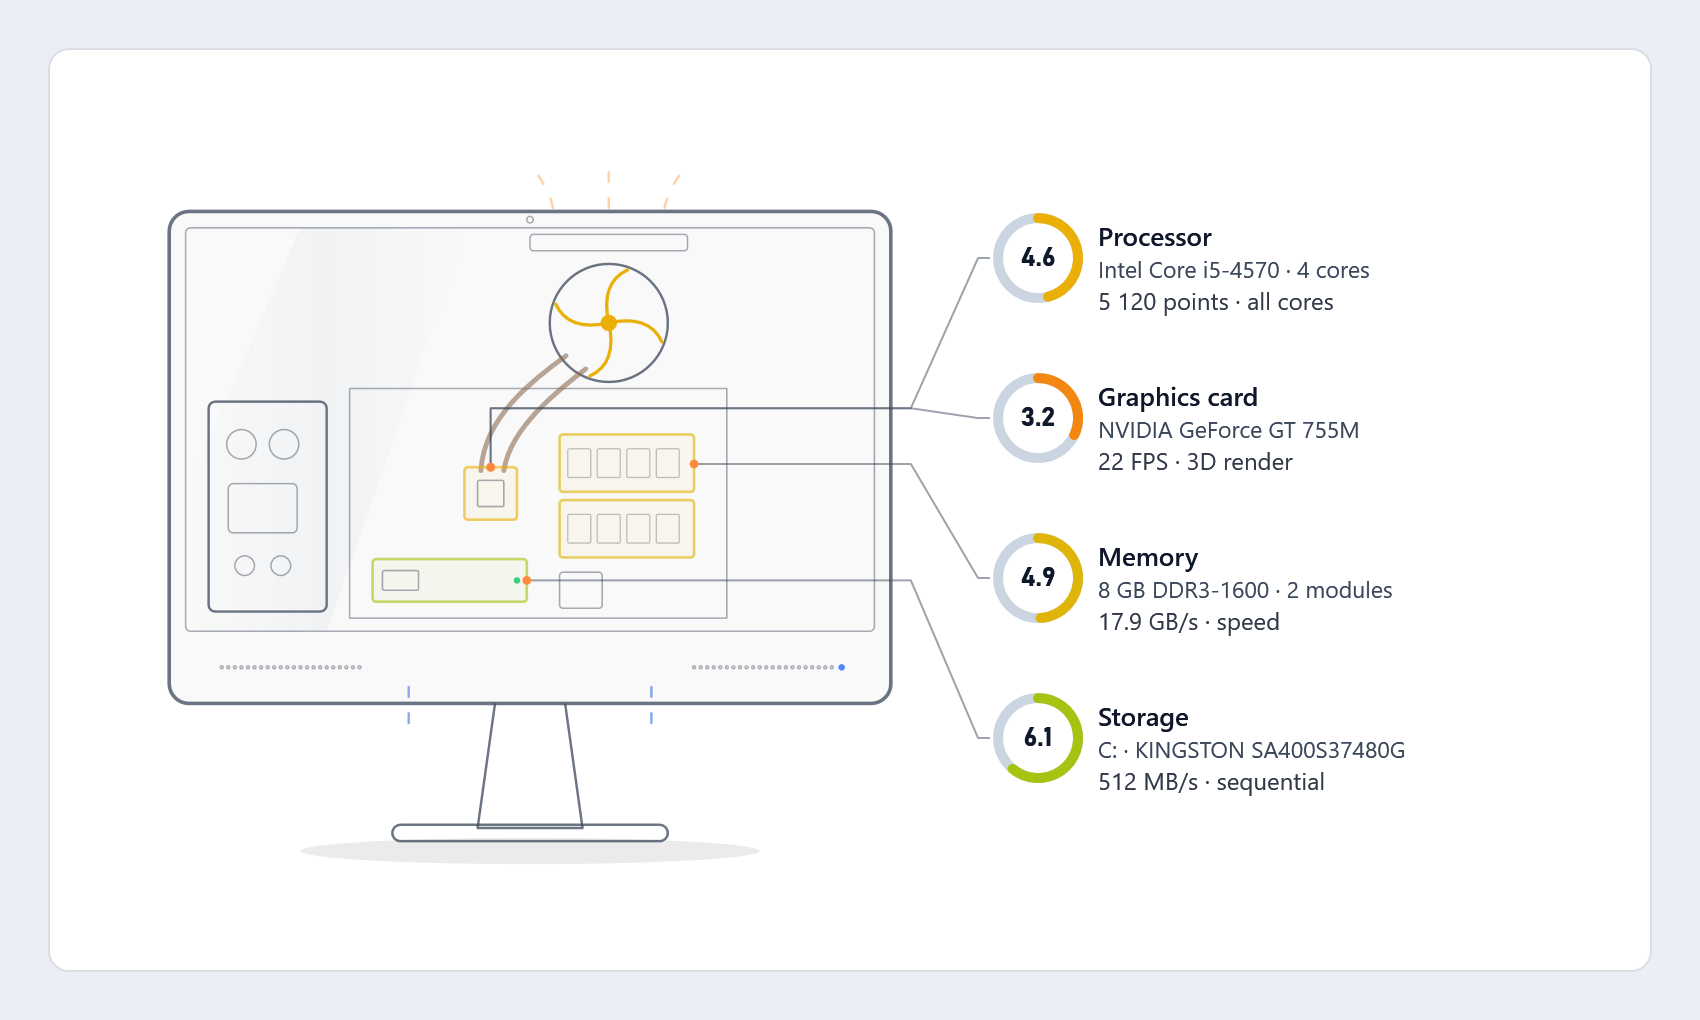 4.6
Processor
Intel Core i5-4570 · 4 cores
5 120 points · all cores
3.2
Graphics card
NVIDIA GeForce GT 755M
22 FPS · 3D render
4.9
Memory
8 GB DDR3-1600 · 2 modules
17.9 GB/s · speed
6.1
Storage
C: · KINGSTON SA400S37480G
512 MB/s · sequential